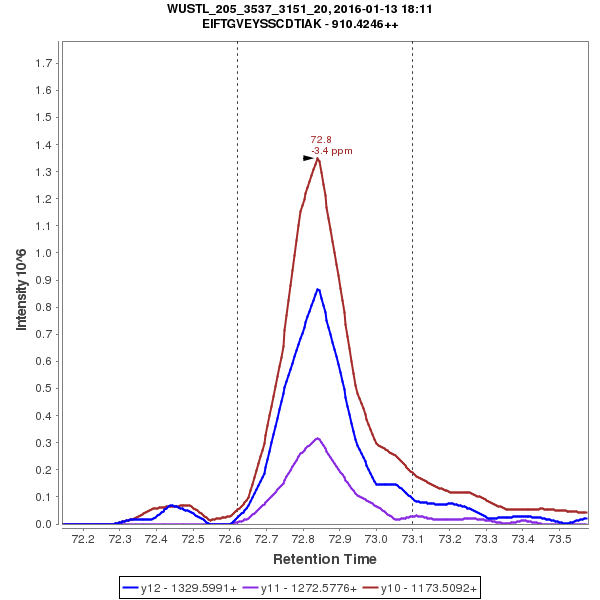 WUSTL_205_3537_3151_20, 2016-01-13 18:11
EIFTGVEYSSCDTIAK - 910.4246++
1.7
1.6
1.5
1.4
1.3
1.2
1.1
1.0
0.9
0.8
0.7
0.6
0.5
0.4
0.3
0.2
0.1
0.0
Intensity 10^6
72.8
-3.4 ppm
72.2 72.3 72.4 72.5 72.6 72.7 72.8 72.9 73.0 73.1 73.2 73.3 73.4 73.5
Retention Time
y12 - 1329.5991+ y11 - 1272.5776+ y10 - 1173.5092+